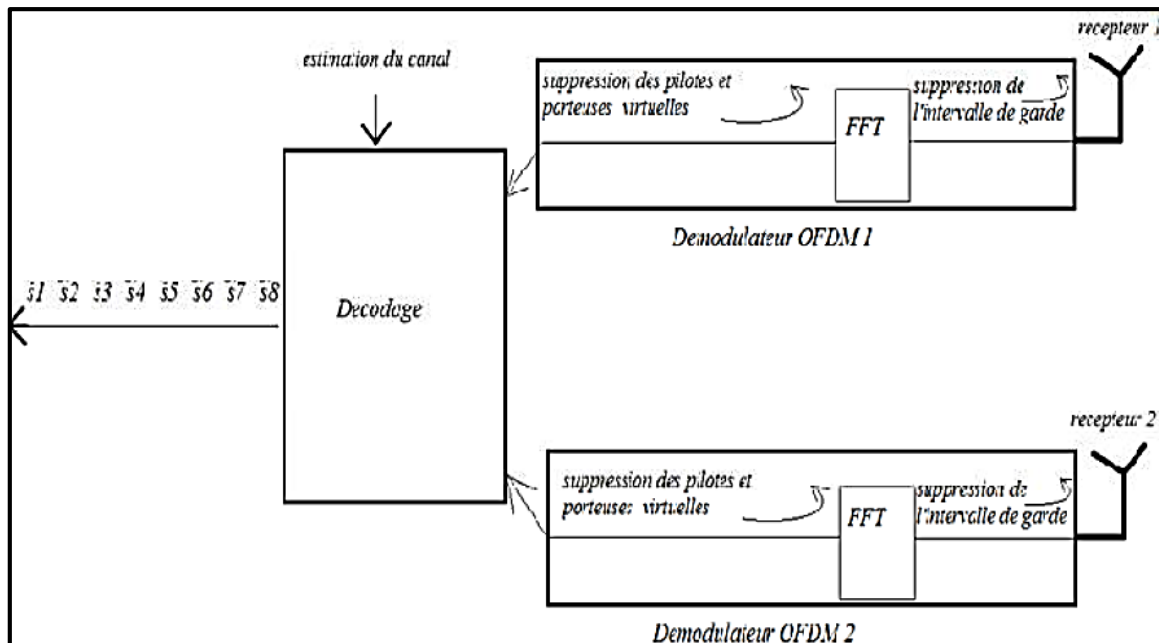 recepteur 1
estimation du canal
suppression des pilotes et
porteuses virtuelles
suppression de
l'intervalle de garde
FFT
Demodulateur OFDM 1
s1 s2 s3 s4 s5 s6 s7 s8
Decodage
recepteur 2
suppression des pilotes et
porteuses virtuelles
suppression de
l'intervalle de garde
FFT
Demodulateur OFDM 2